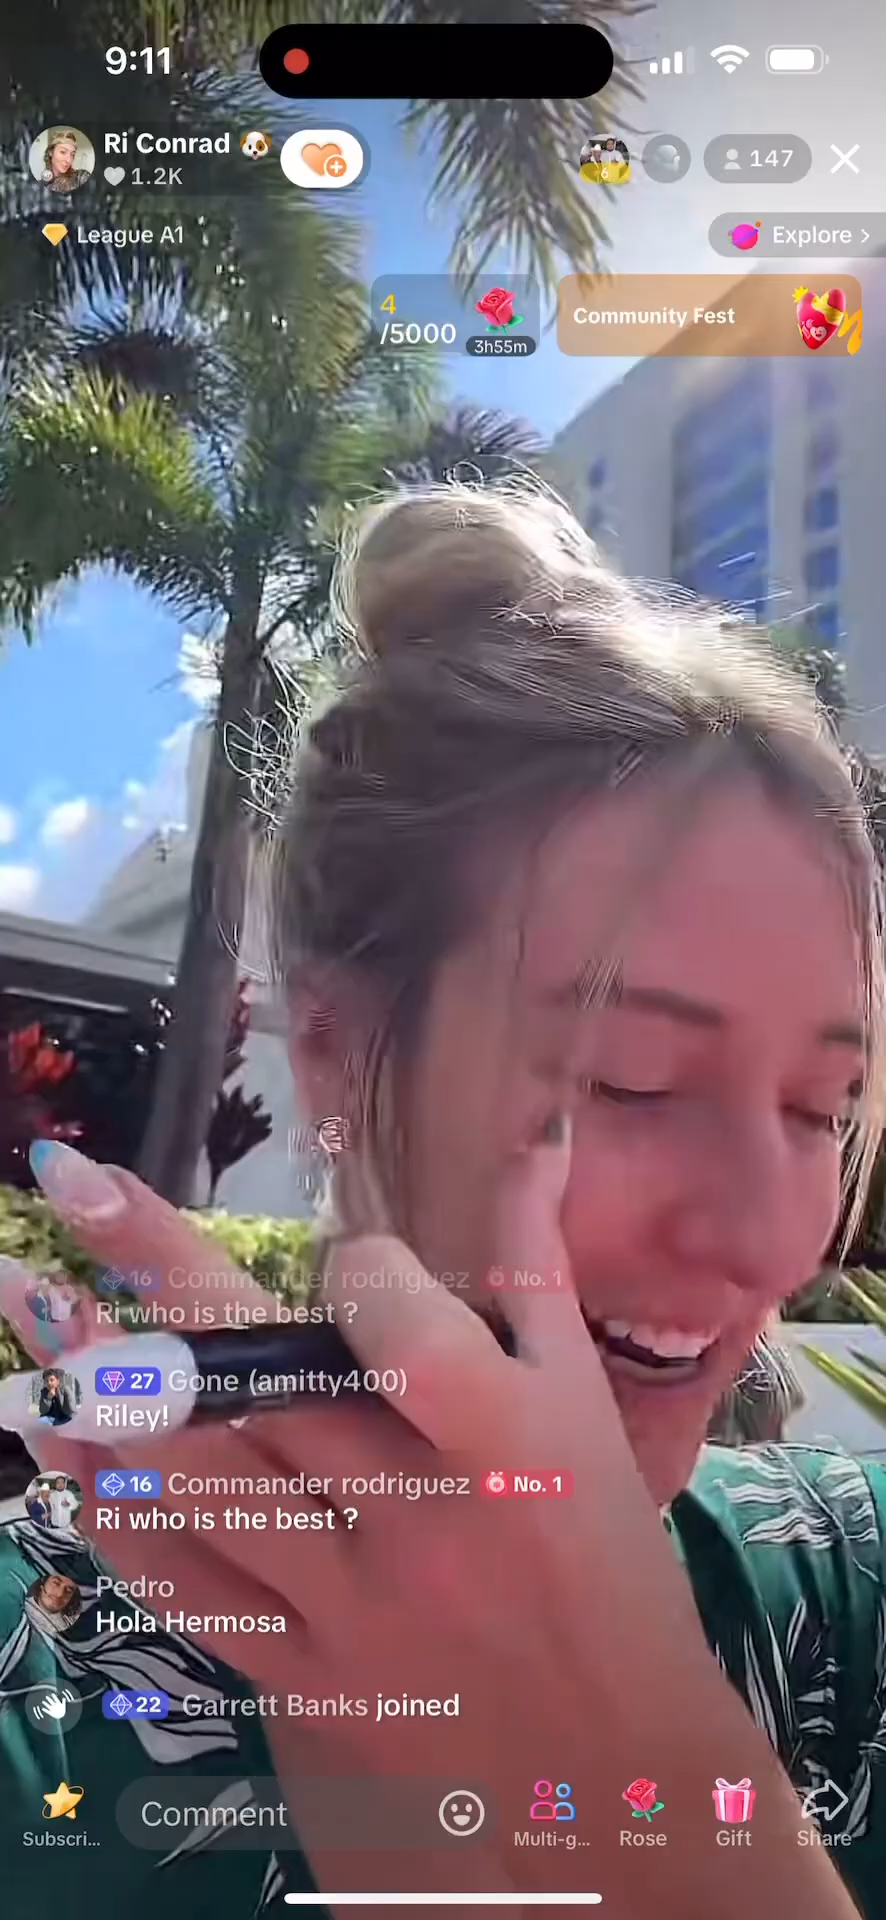 9:11
Ri Conrad
1.2K
147
League A1
Explore >
4
/5000
3h55m
Community Fest
16 Commander rodriguez No. 1
Ri who is the best ?
27 Gone (amitty400)
Riley!
16 Commander rodriguez No. 1
Ri who is the best ?
Pedro
Hola Hermosa
22 Garrett Banks joined
Comment
Subscri...
Multi-g...
Rose
Gift
Share